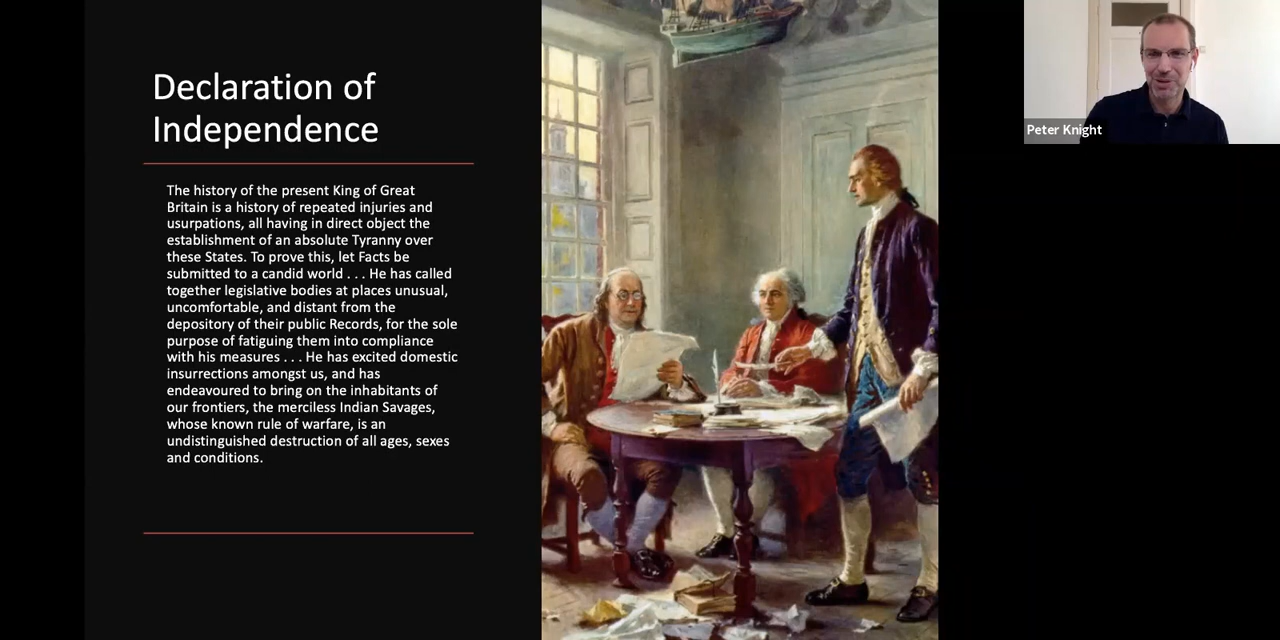 Declaration of
Independence
The history of the present King of Great
Britain is a history of repeated injuries and
usurpations, all having in direct object the
establishment of an absolute Tyranny over
these States. To prove this, let Facts be
submitted to a candid world . . . He has called
together legislative bodies at places unusual,
uncomfortable, and distant from the
depository of their public Records, for the sole
purpose of fatiguing them into compliance
with his measures . . . He has excited domestic
insurrections amongst us, and has
endeavoured to bring on the inhabitants of
our frontiers, the merciless Indian Savages,
whose known rule of warfare, is an
undistinguished destruction of all ages, sexes
and conditions.
Peter Knight